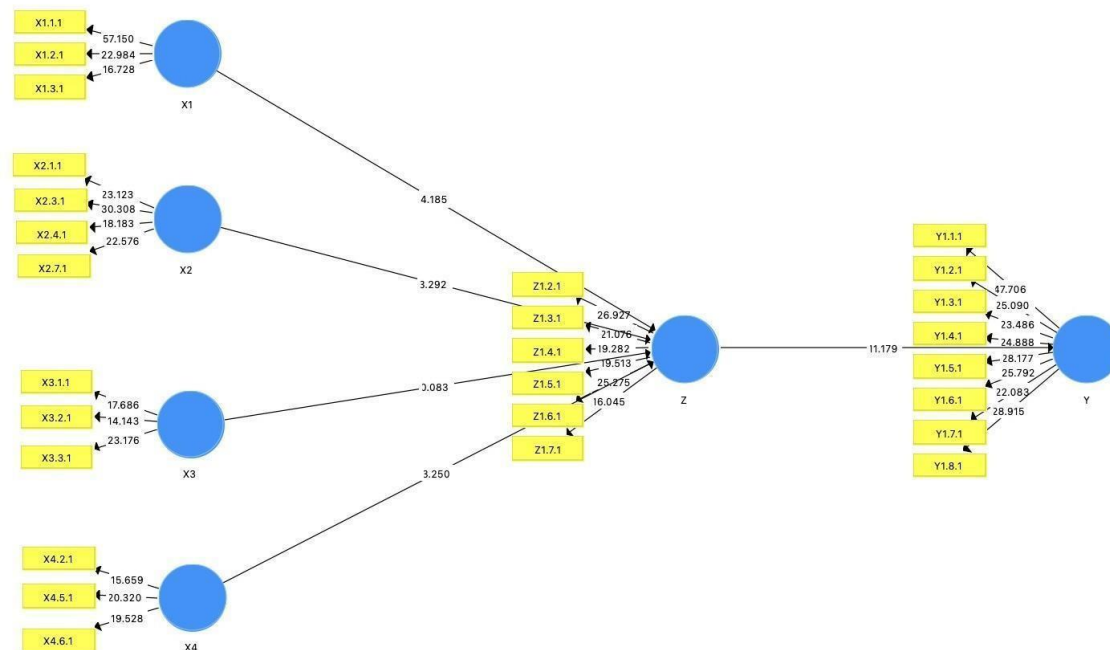 X1.1.1
57.150
X1.2.1
22.984
X1.3.1
16.728
X1
X2.1.1
23.123
X2.3.1
30.308
X2.4.1
18.183
X2.7.1
22.576
X2
X3.1.1
17.686
X3.2.1
14.143
X3.3.1
23.176
X3
X4.2.1
15.659
X4.5.1
20.320
X4.6.1
19.528
X4
4.185
3.292
0.083
3.250
Z1.2.1
26.927
Z1.3.1
21.076
Z1.4.1
19.282
Z1.5.1
19.513
Z1.6.1
25.275
Z1.7.1
16.045
Z
11.179
Y1.1.1
47.706
Y1.2.1
25.090
Y1.3.1
23.486
Y1.4.1
24.888
Y1.5.1
28.177
Y1.6.1
25.792
Y1.7.1
22.083
Y1.8.1
28.915
Y